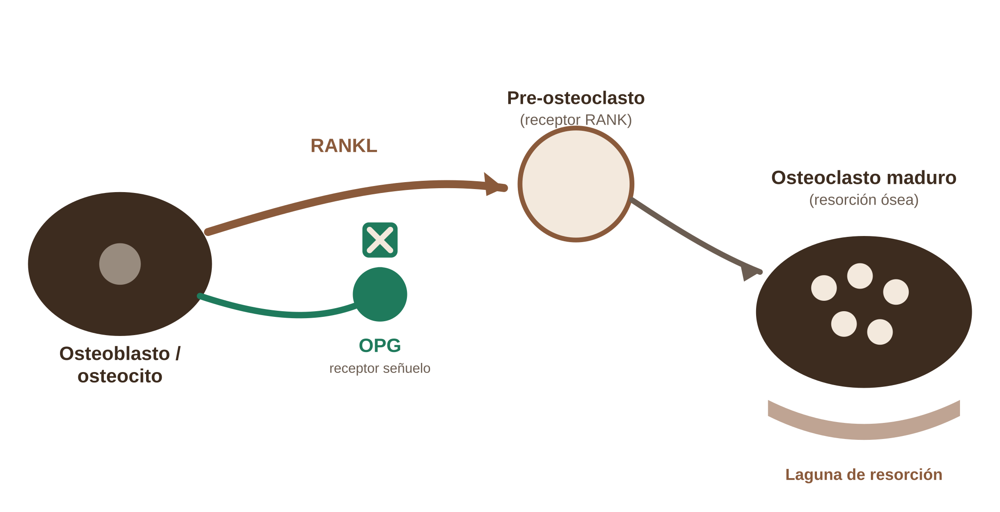 Pre-osteoclasto
(receptor RANK)
RANKL
Osteoclasto maduro
(resorción ósea)
OPG
receptor señuelo
Osteoblasto /
osteocito
Laguna de resorción